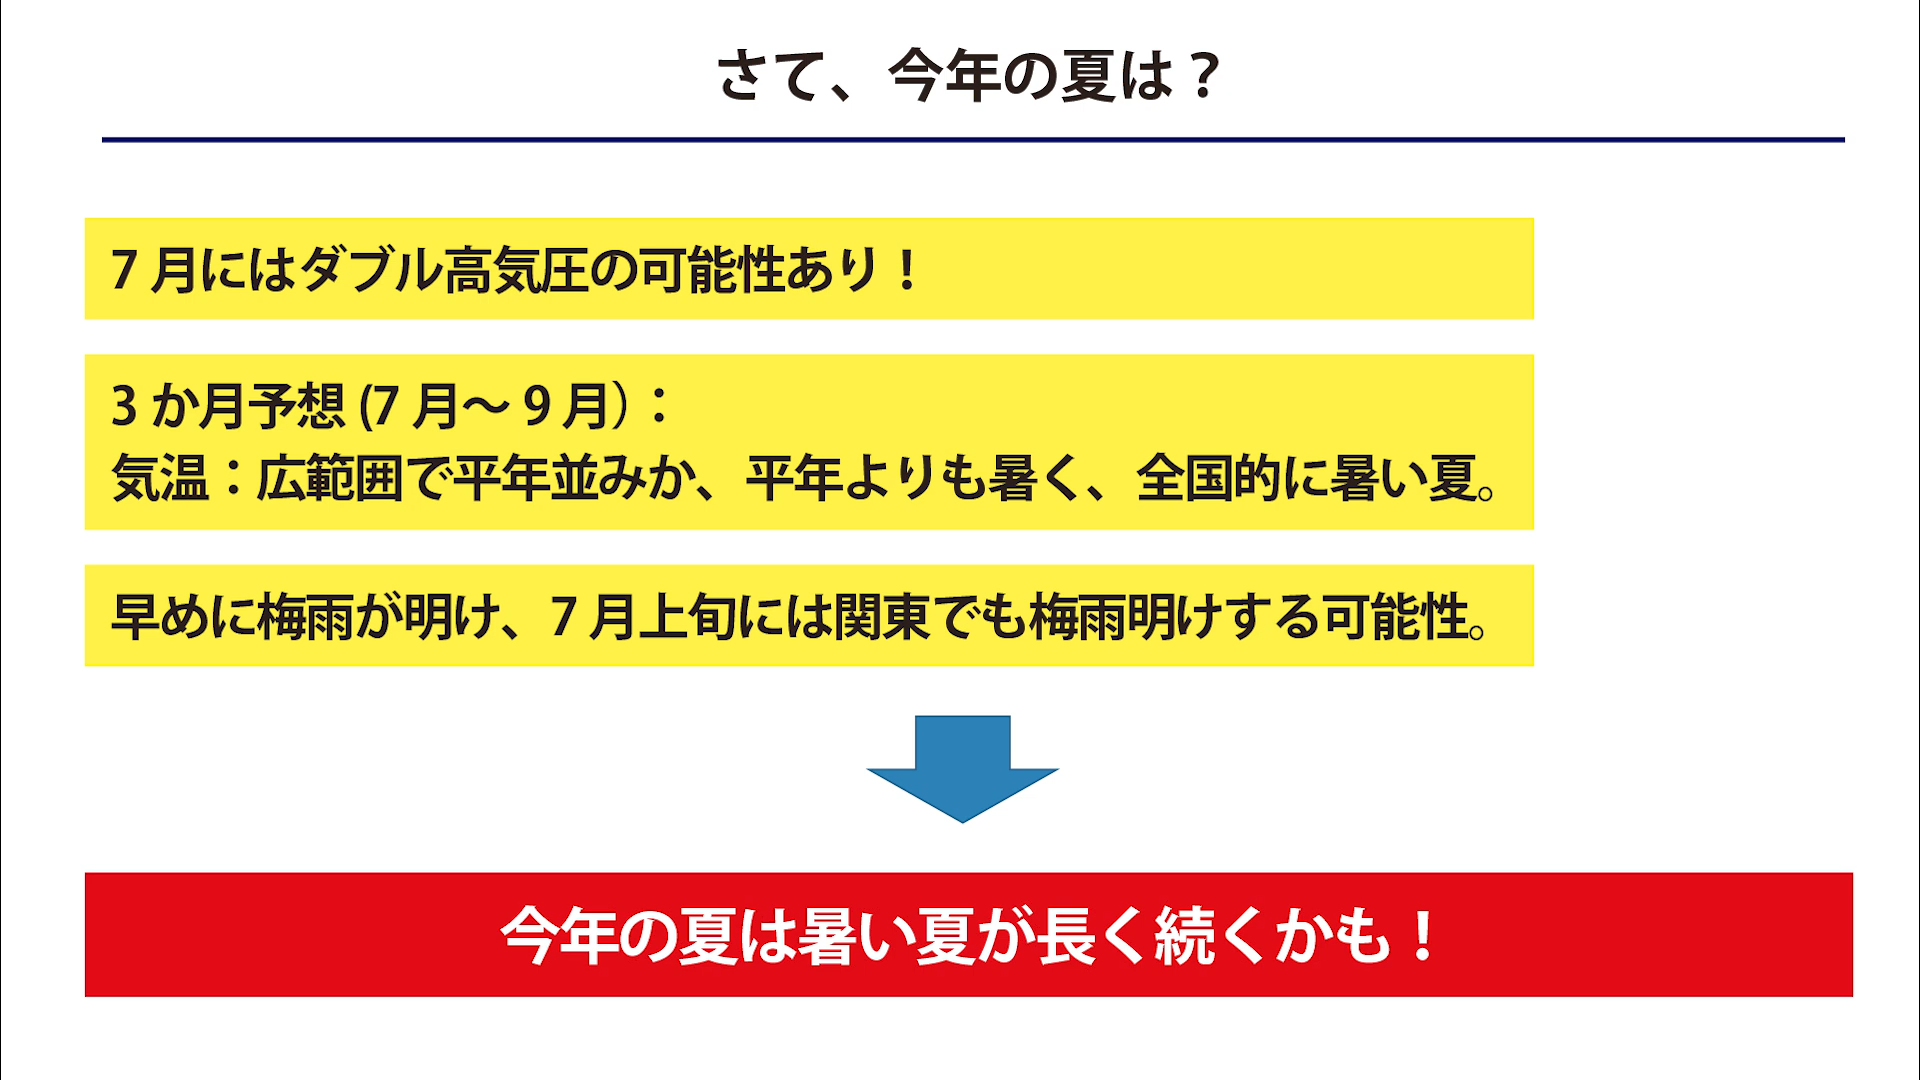 さて、今年の夏は？
7月にはダブル高気圧の可能性あり！
3か月予想(7月～9月）：
気温：広範囲で平年並みか、平年よりも暑く、全国的に暑い夏。
早めに梅雨が明け、7月上旬には関東でも梅雨明けする可能性。
今年の夏は暑い夏が長く続くかも！